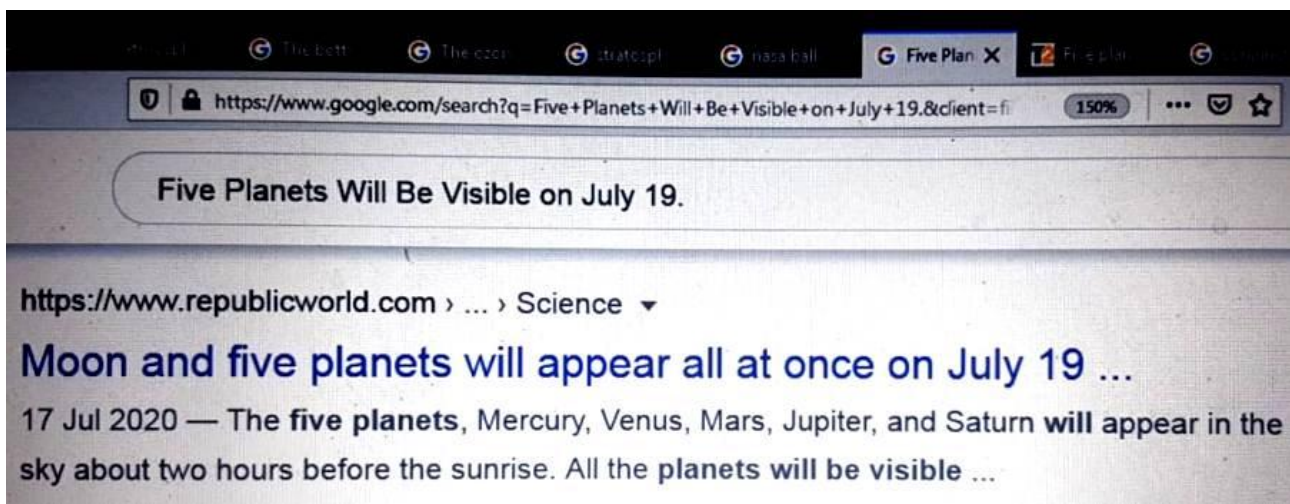 The bott
The ozon
stratospl
nasa ball
Five Plan
Five plan
https://www.google.com/search?q=Five+Planets+Will+Be+Visible+on+July+19.&client=fi
150%
Five Planets Will Be Visible on July 19.
https://www.republicworld.com › ... › Science
Moon and five planets will appear all at once on July 19 ...
17 Jul 2020 — The five planets, Mercury, Venus, Mars, Jupiter, and Saturn will appear in the
sky about two hours before the sunrise. All the planets will be visible ...